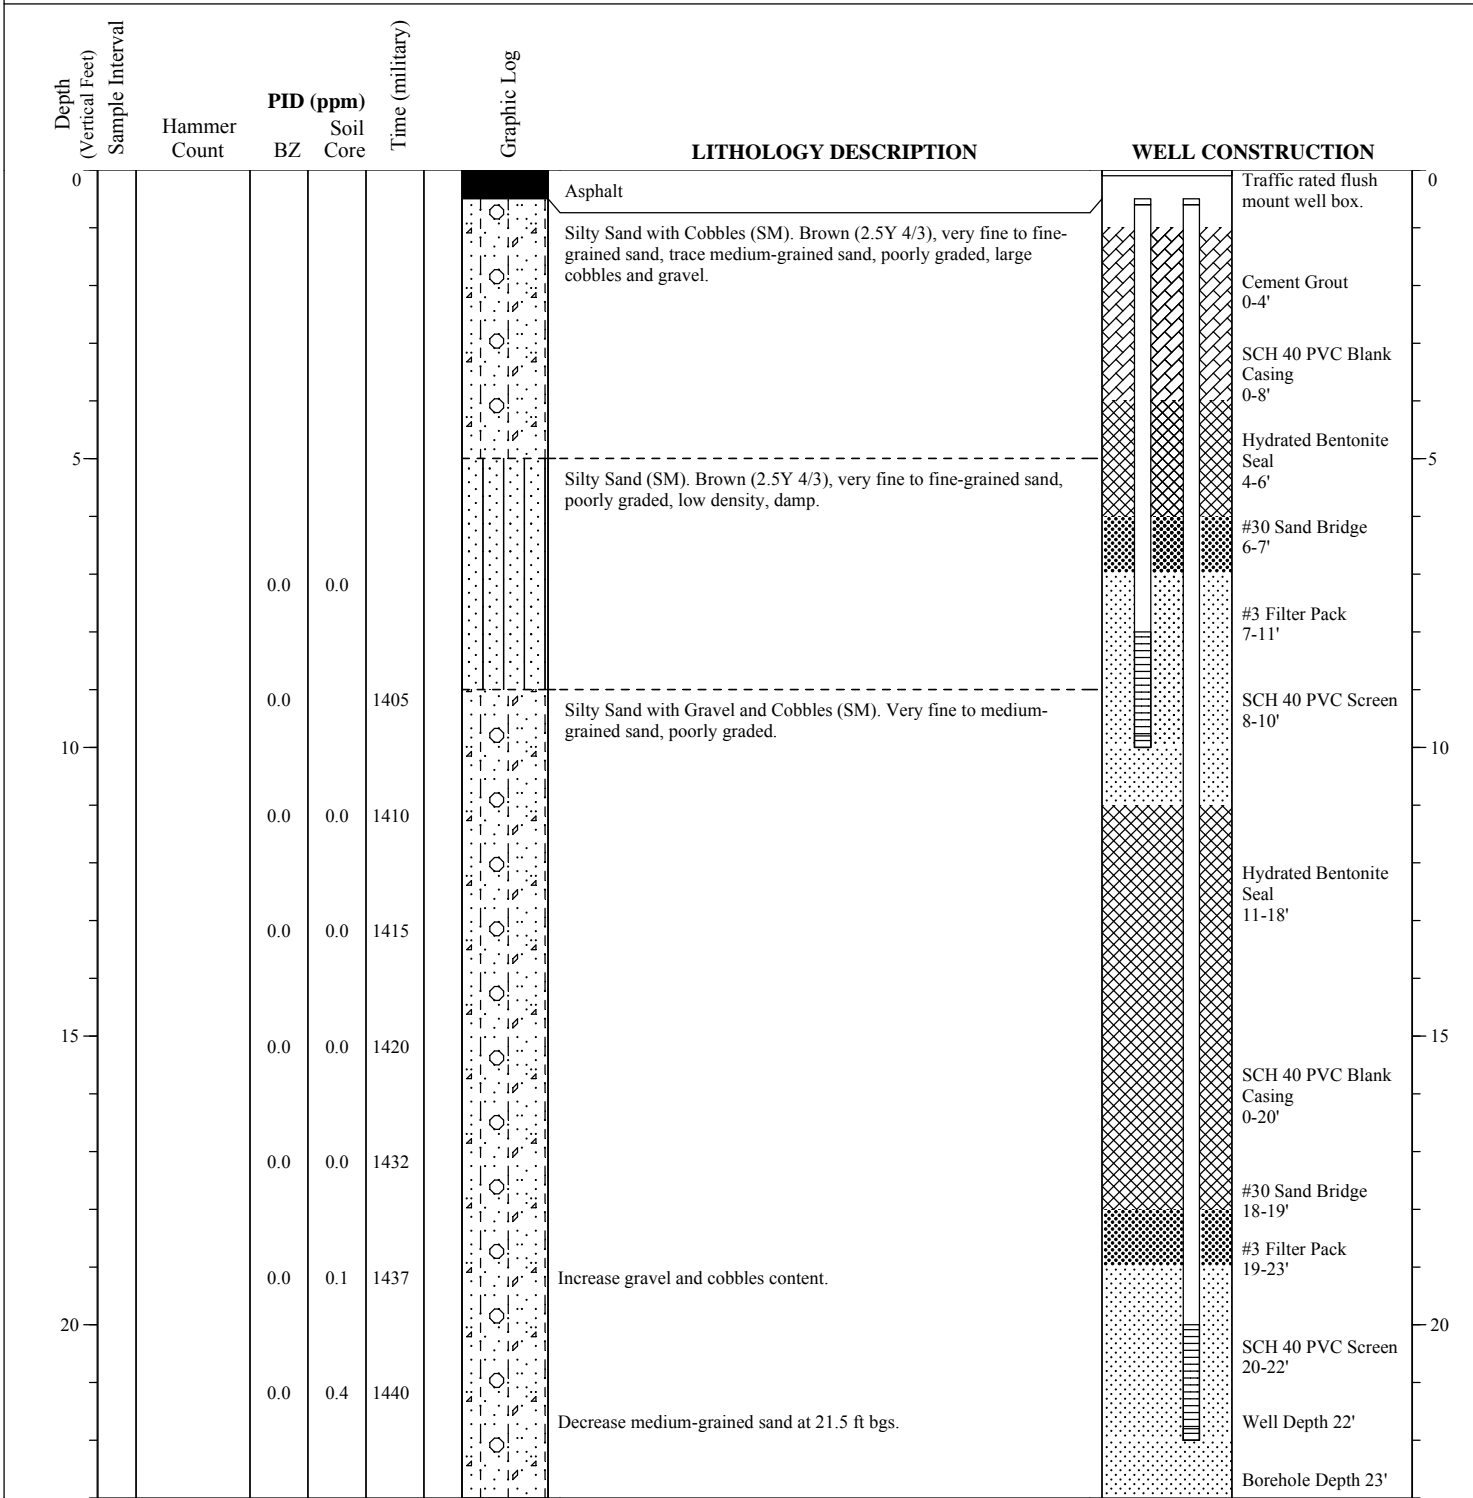 Depth
(Vertical Feet)
Sample Interval
Hammer
Count
PID (ppm)
BZ
Soil
Core
Time (military)
Graphic Log
LITHOLOGY DESCRIPTION
WELL CONSTRUCTION
0
Asphalt
Traffic rated flush
mount well box.
0
Silty Sand with Cobbles (SM). Brown (2.5Y 4/3), very fine to fine-
grained sand, trace medium-grained sand, poorly graded, large
cobbles and gravel.
Cement Grout
0-4'
SCH 40 PVC Blank
Casing
0-8'
Hydrated Bentonite
Seal
4-6'
5
5
Silty Sand (SM). Brown (2.5Y 4/3), very fine to fine-grained sand,
poorly graded, low density, damp.
#30 Sand Bridge
6-7'
0.0 0.0
#3 Filter Pack
7-11'
0.0 1405
Silty Sand with Gravel and Cobbles (SM). Very fine to medium-
grained sand, poorly graded.
SCH 40 PVC Screen
8-10'
10
10
0.0 0.0 1410
Hydrated Bentonite
Seal
11-18'
0.0 0.0 1415
15
15
0.0 0.0 1420
SCH 40 PVC Blank
Casing
0-20'
0.0 0.0 1432
#30 Sand Bridge
18-19'
#3 Filter Pack
19-23'
0.0 0.1 1437
Increase gravel and cobbles content.
20
20
SCH 40 PVC Screen
20-22'
0.0 0.4 1440
Decrease medium-grained sand at 21.5 ft bgs.
Well Depth 22'
Borehole Depth 23'